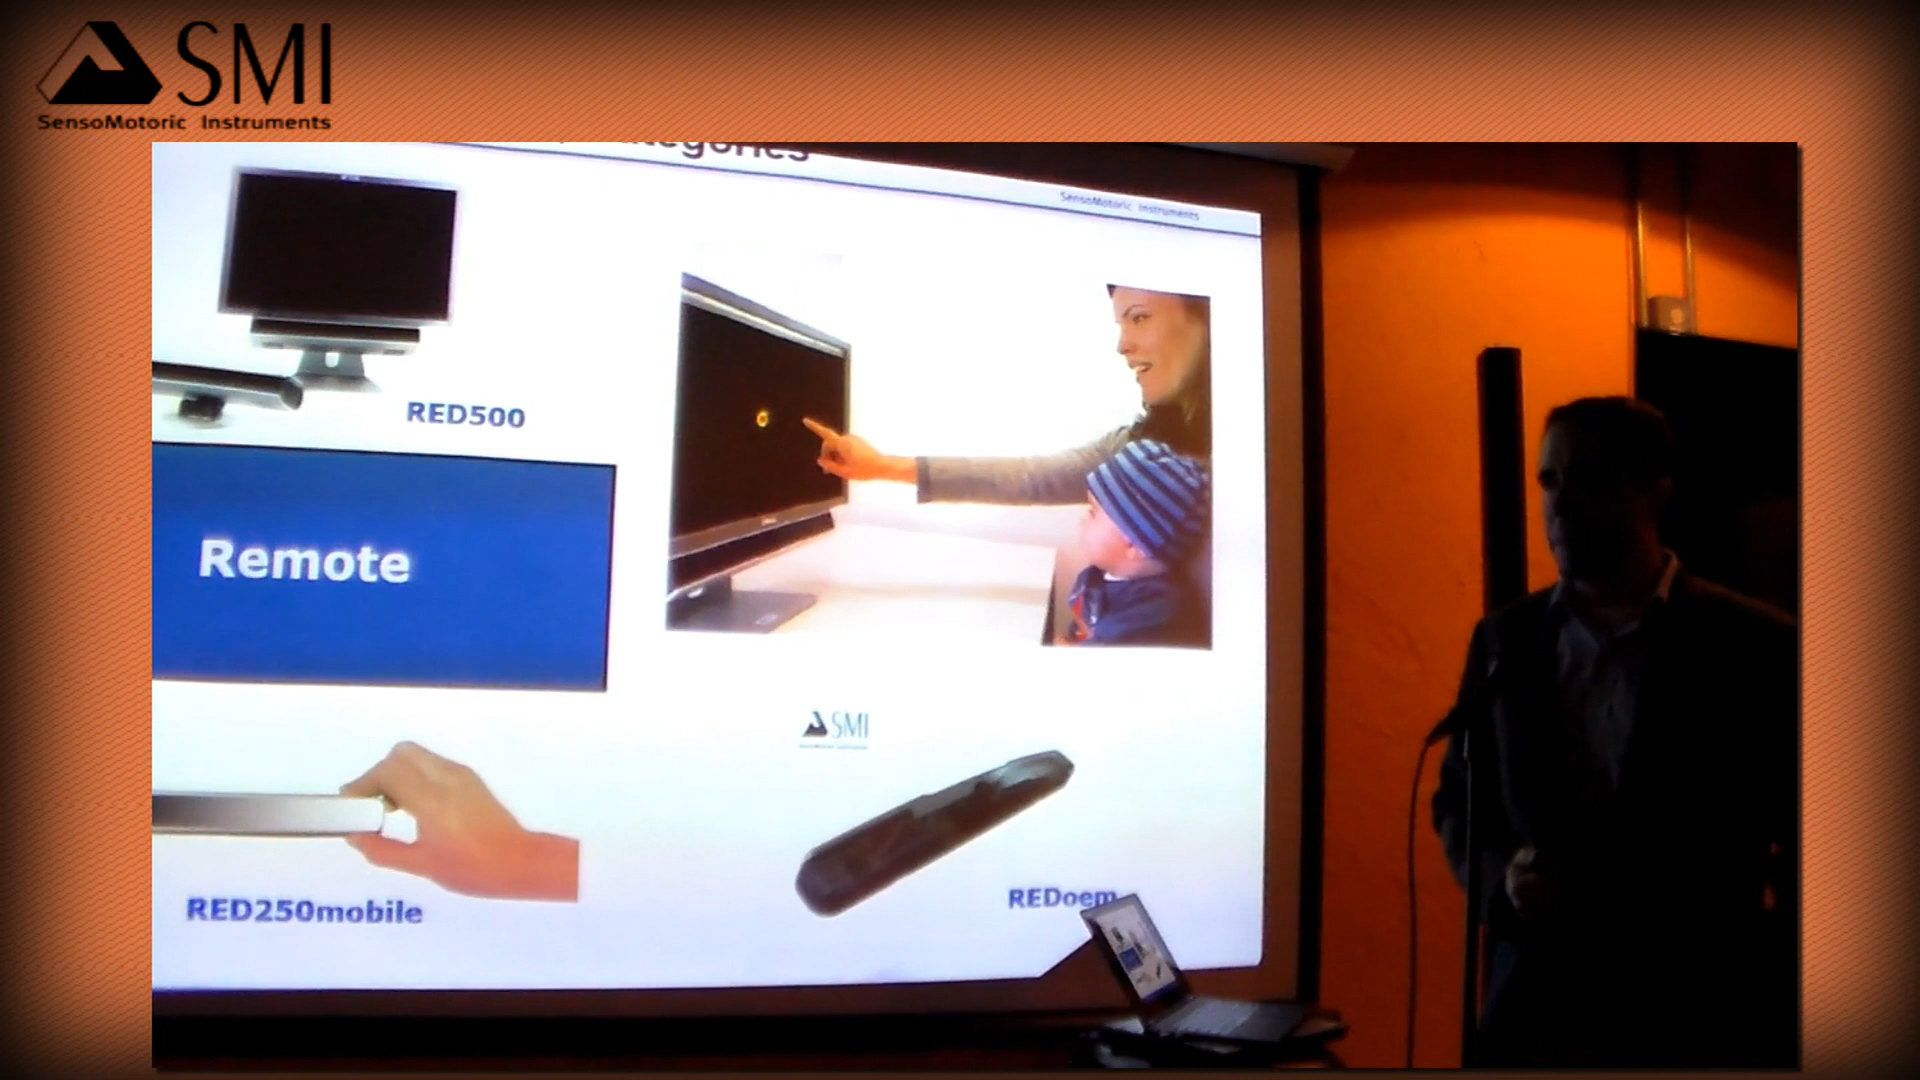 SMI
SensoMotoric Instruments
SensoMotoric Instruments
RED500
Remote
SMI
RED250mobile
REDoem